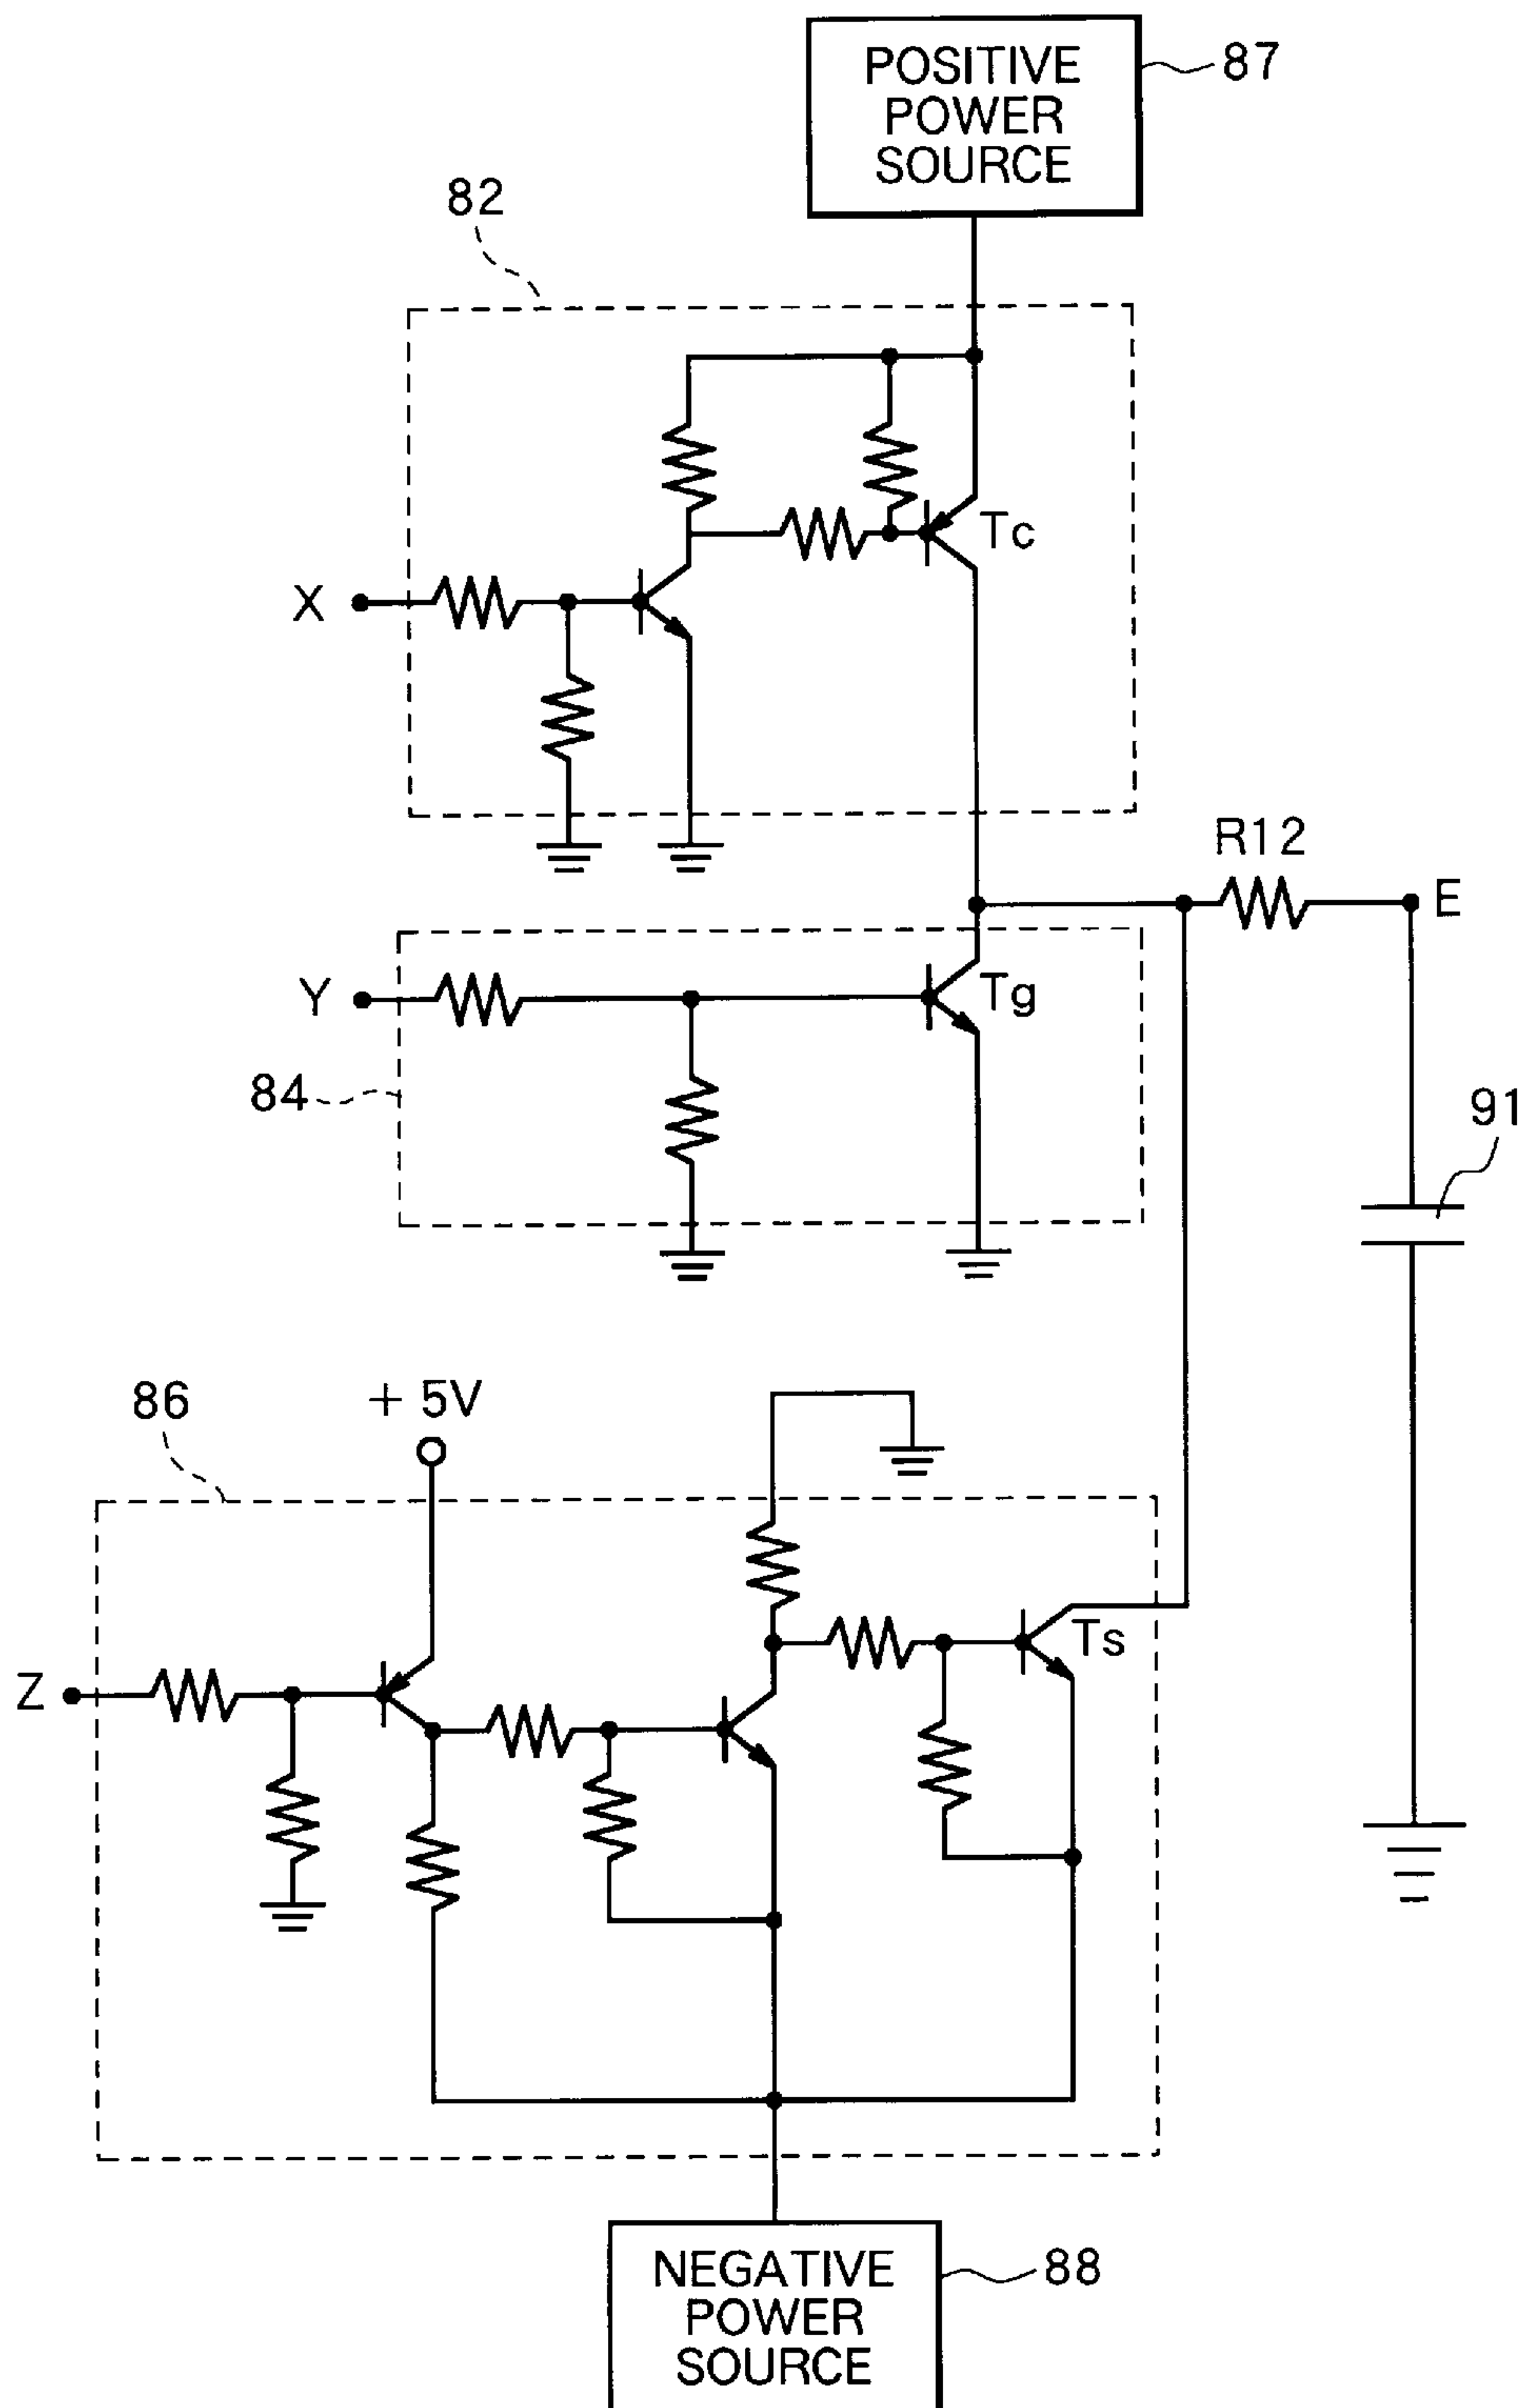 POSITIVE
POWER
SOURCE
87
82
Tc
X
R12
E
Y
Tg
84
91
86
+ 5V
Ts
Z
NEGATIVE
POWER
SOURCE
88